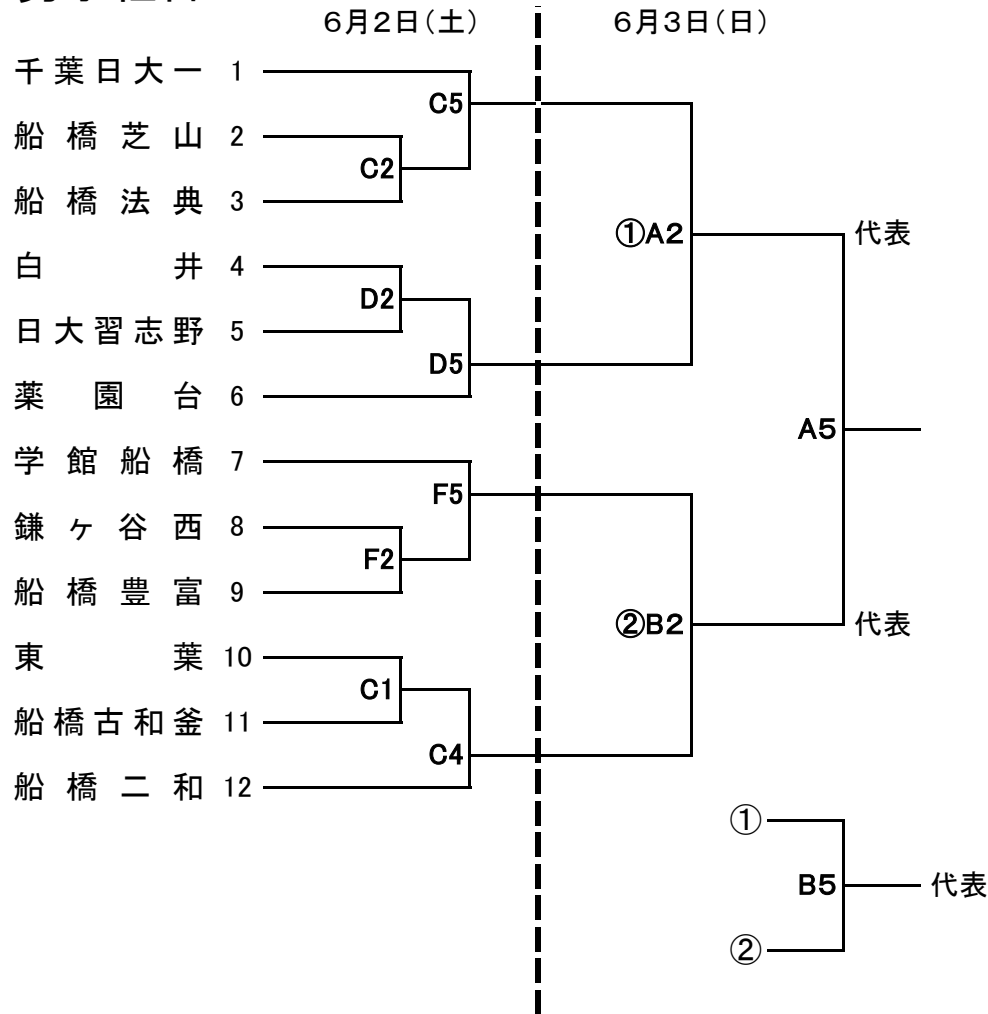 6月2日(土) 6月3日(日)
千葉日大一 1
C5
船橋芝山 2
C2
船橋法典 3
①A2 代表
白井 4
D2
日大習志野 5
D5
薬園台 6
A5
学館船橋 7
F5
鎌ヶ谷西 8
F2
船橋豊富 9
②B2 代表
東葉 10
C1
船橋古和釜 11
C4
船橋二和 12
①
B5 代表
②